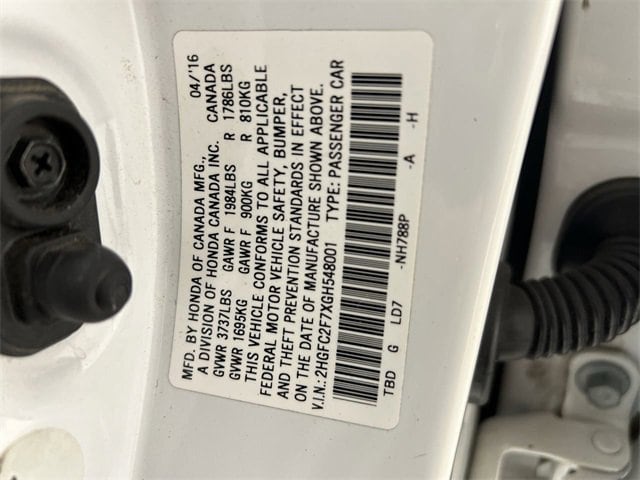 MFD. BY HONDA OF CANADA MFG., 04/'16
A DIVISION OF HONDA CANADA INC. CANADA
GVWR 3737LBS GAWR F 1984LBS R 1786LBS
GVWR 1695KG GAWR F 900KG R 810KG
THIS VEHICLE CONFORMS TO ALL APPLICABLE
FEDERAL MOTOR VEHICLE SAFETY, BUMPER,
AND THEFT PREVENTION STANDARDS IN EFFECT
ON THE DATE OF MANUFACTURE SHOWN ABOVE.
V.I.N.: 2HGFC2F7XGH548001 TYPE: PASSENGER CAR
TBD G LD7 -NH788P -A -H